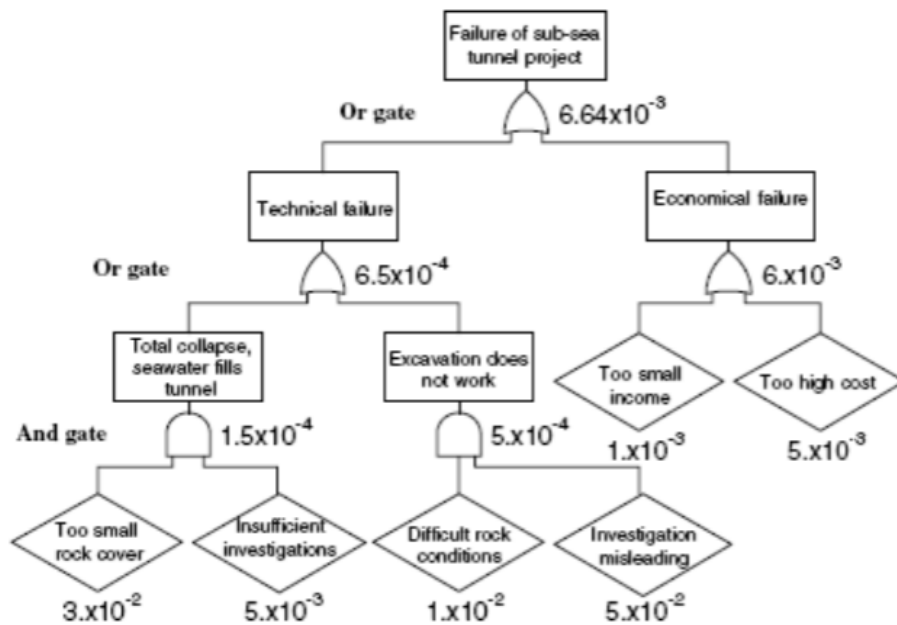 Failure of sub-sea
tunnel project
Or gate
6.64x10⁻³
Technical failure
Economical failure
Or gate
6.5x10⁻⁴
6.x10⁻³
Total collapse,
seawater fills
tunnel
Excavation does
not work
Too small
income
Too high cost
And gate
1.5x10⁻⁴
5.x10⁻⁴
1.x10⁻³
5.x10⁻³
Too small
rock cover
Insufficient
investigations
Difficult rock
conditions
Investigation
misleading
3.x10⁻²
5.x10⁻³
1.x10⁻²
5.x10⁻²